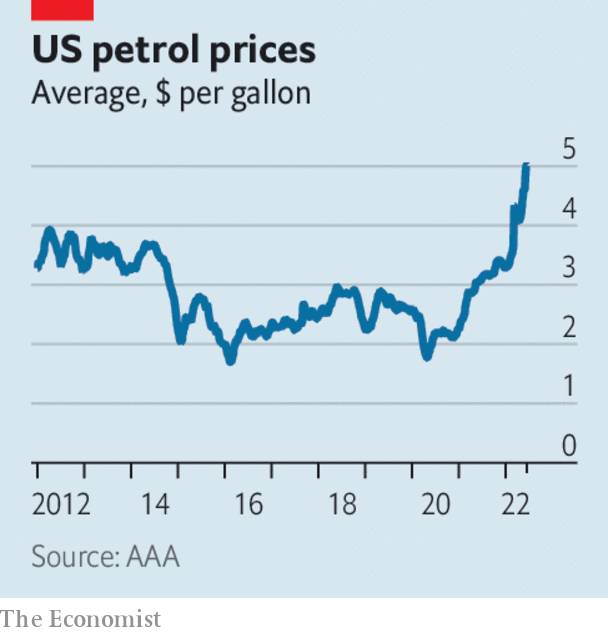 US petrol prices
Average, $ per gallon
5
4
3
2
1
0
2012 14 16 18 20 22
Source: AAA
The Economist